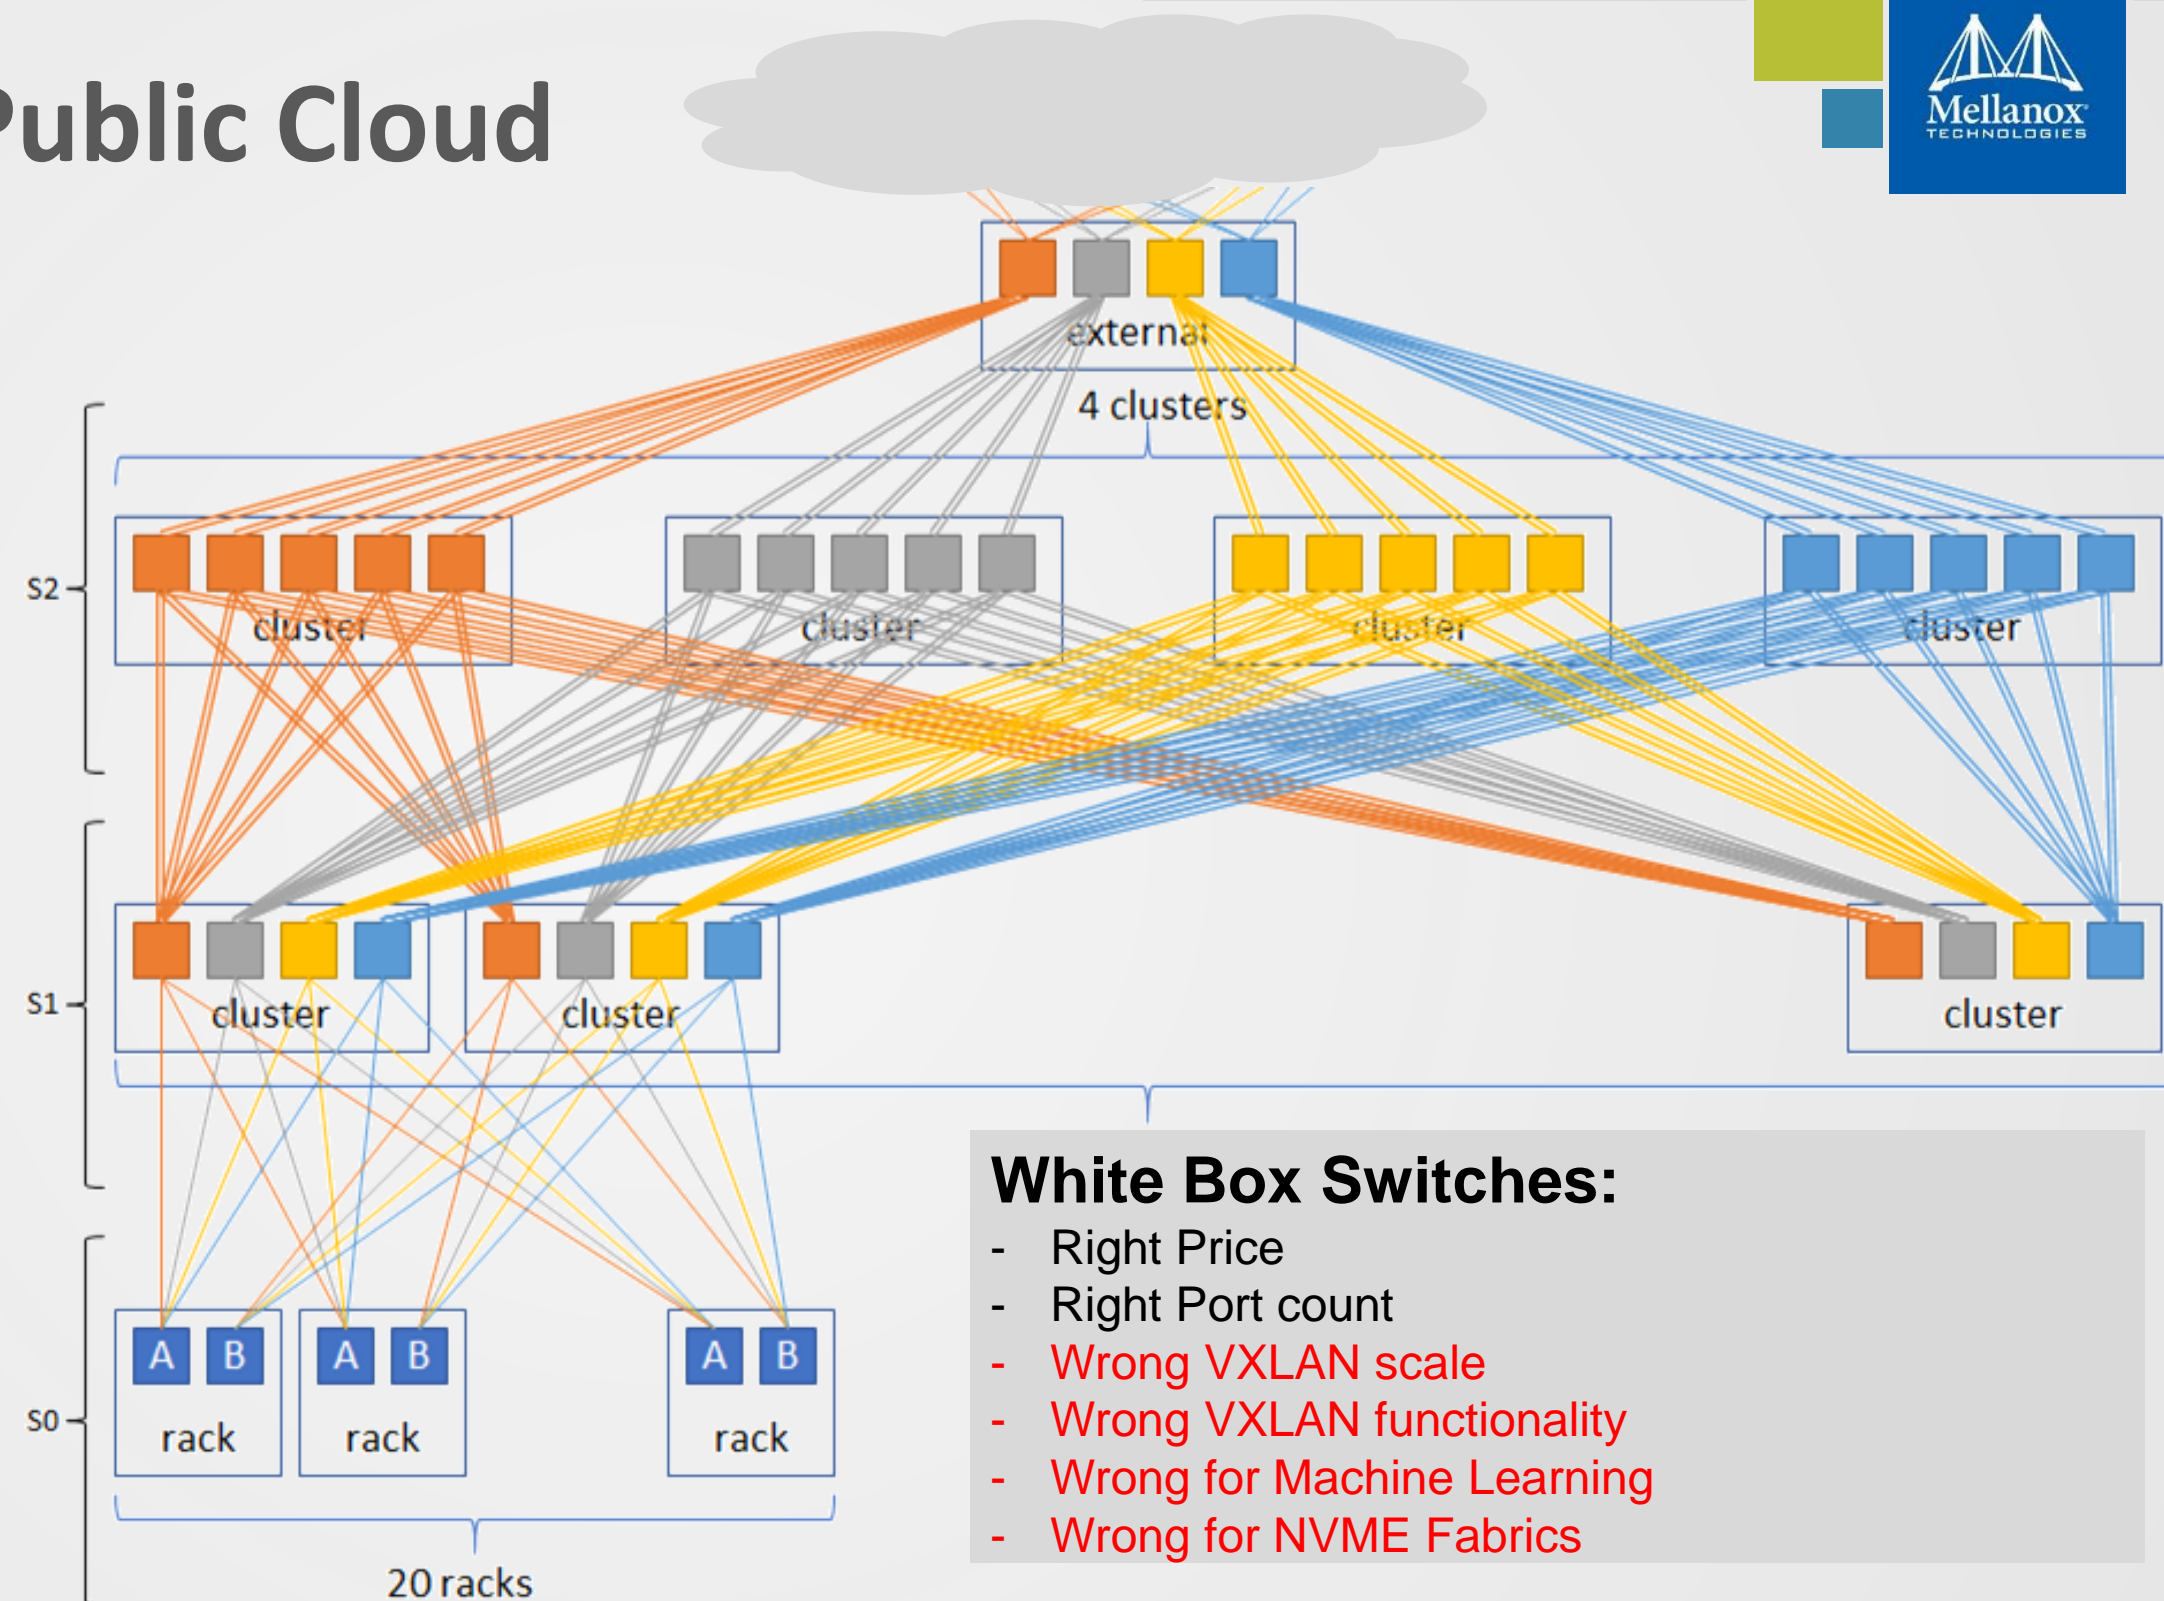 Public Cloud
Mellanox
TECHNOLOGIES
external
4 clusters
S2
cluster
cluster
cluster
cluster
S1
cluster
cluster
cluster
S0
A B A B A B
rack rack rack
20 racks
White Box Switches:
- Right Price
- Right Port count
- Wrong VXLAN scale
- Wrong VXLAN functionality
- Wrong for Machine Learning
- Wrong for NVME Fabrics